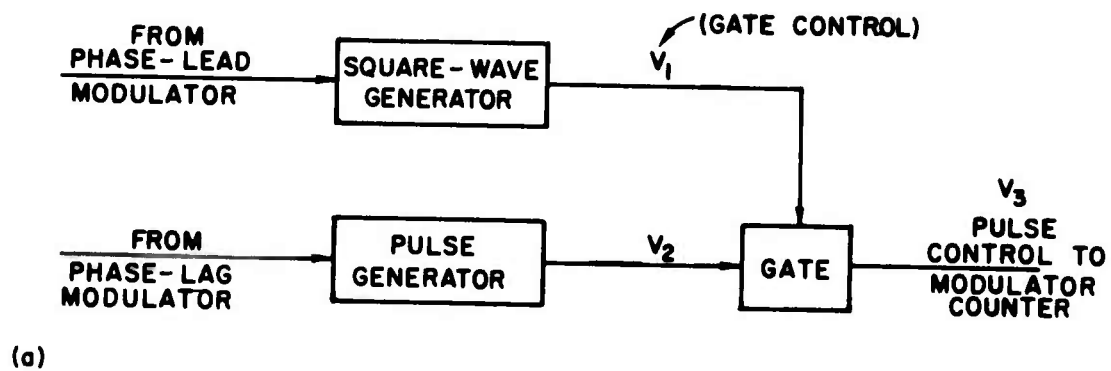 FROM
PHASE-LEAD
MODULATOR
SQUARE-WAVE
GENERATOR
(GATE CONTROL)
V₁
FROM
PHASE-LAG
MODULATOR
PULSE
GENERATOR
V₂
GATE
V₃
PULSE
CONTROL TO
MODULATOR
COUNTER
(a)